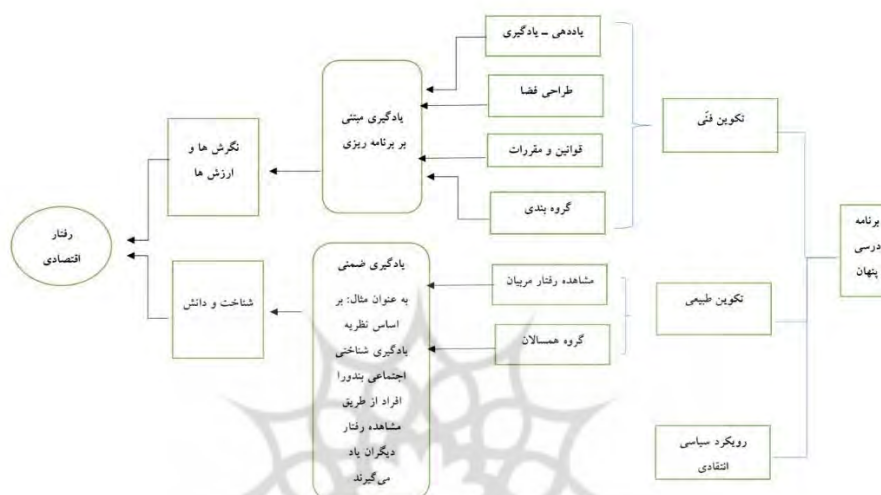 یاددهی – یادگیری
طراحی فضا
قوانین و مقررات
گروه بندی
تکوین فنّی
یادگیری مبتنی
بر برنامه ریزی
نگرش ها و
ارزش ها
رفتار
اقتصادی
برنامه
درسی
پنهان
یادگیری ضمنی
به عنوان مثال: بر
اساس نظریه
یادگیری شناختی
اجتماعی بندورا
افراد از طریق
مشاهده رفتار
دیگران یاد
می‌گیرند
مشاهده رفتار مربیان
گروه همسالان
تکوین طبیعی
شناخت و دانش
رویکرد سیاسی
انتقادی